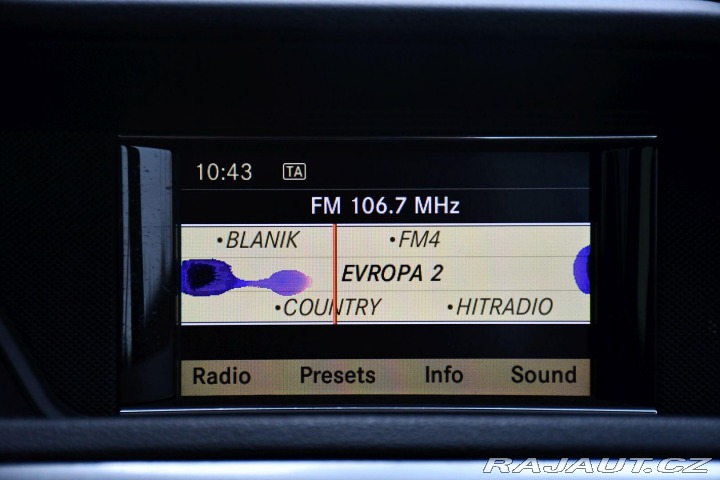 10:43 TA
FM 106.7 MHz
•BLANIK •FM4
EVROPA 2
•COUNTRY •HITRADIO
Radio Presets Info Sound
RAJAUT.CZ